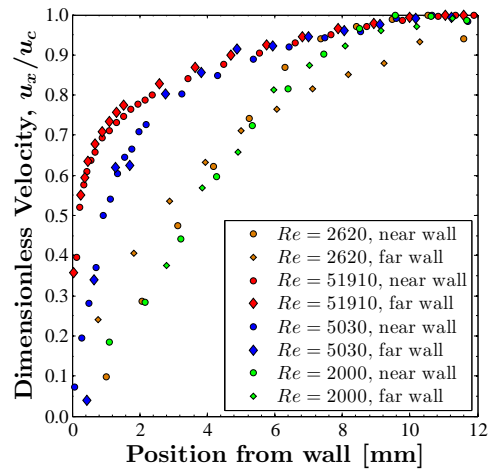 Dimensionless Velocity, u_x/u_c
1.0
0.9
0.8
0.7
0.6
0.5
0.4
0.3
0.2
0.1
0.0
Re = 2620, near wall
Re = 2620, far wall
Re = 51910, near wall
Re = 51910, far wall
Re = 5030, near wall
Re = 5030, far wall
Re = 2000, near wall
Re = 2000, far wall
0 2 4 6 8 10 12
Position from wall [mm]